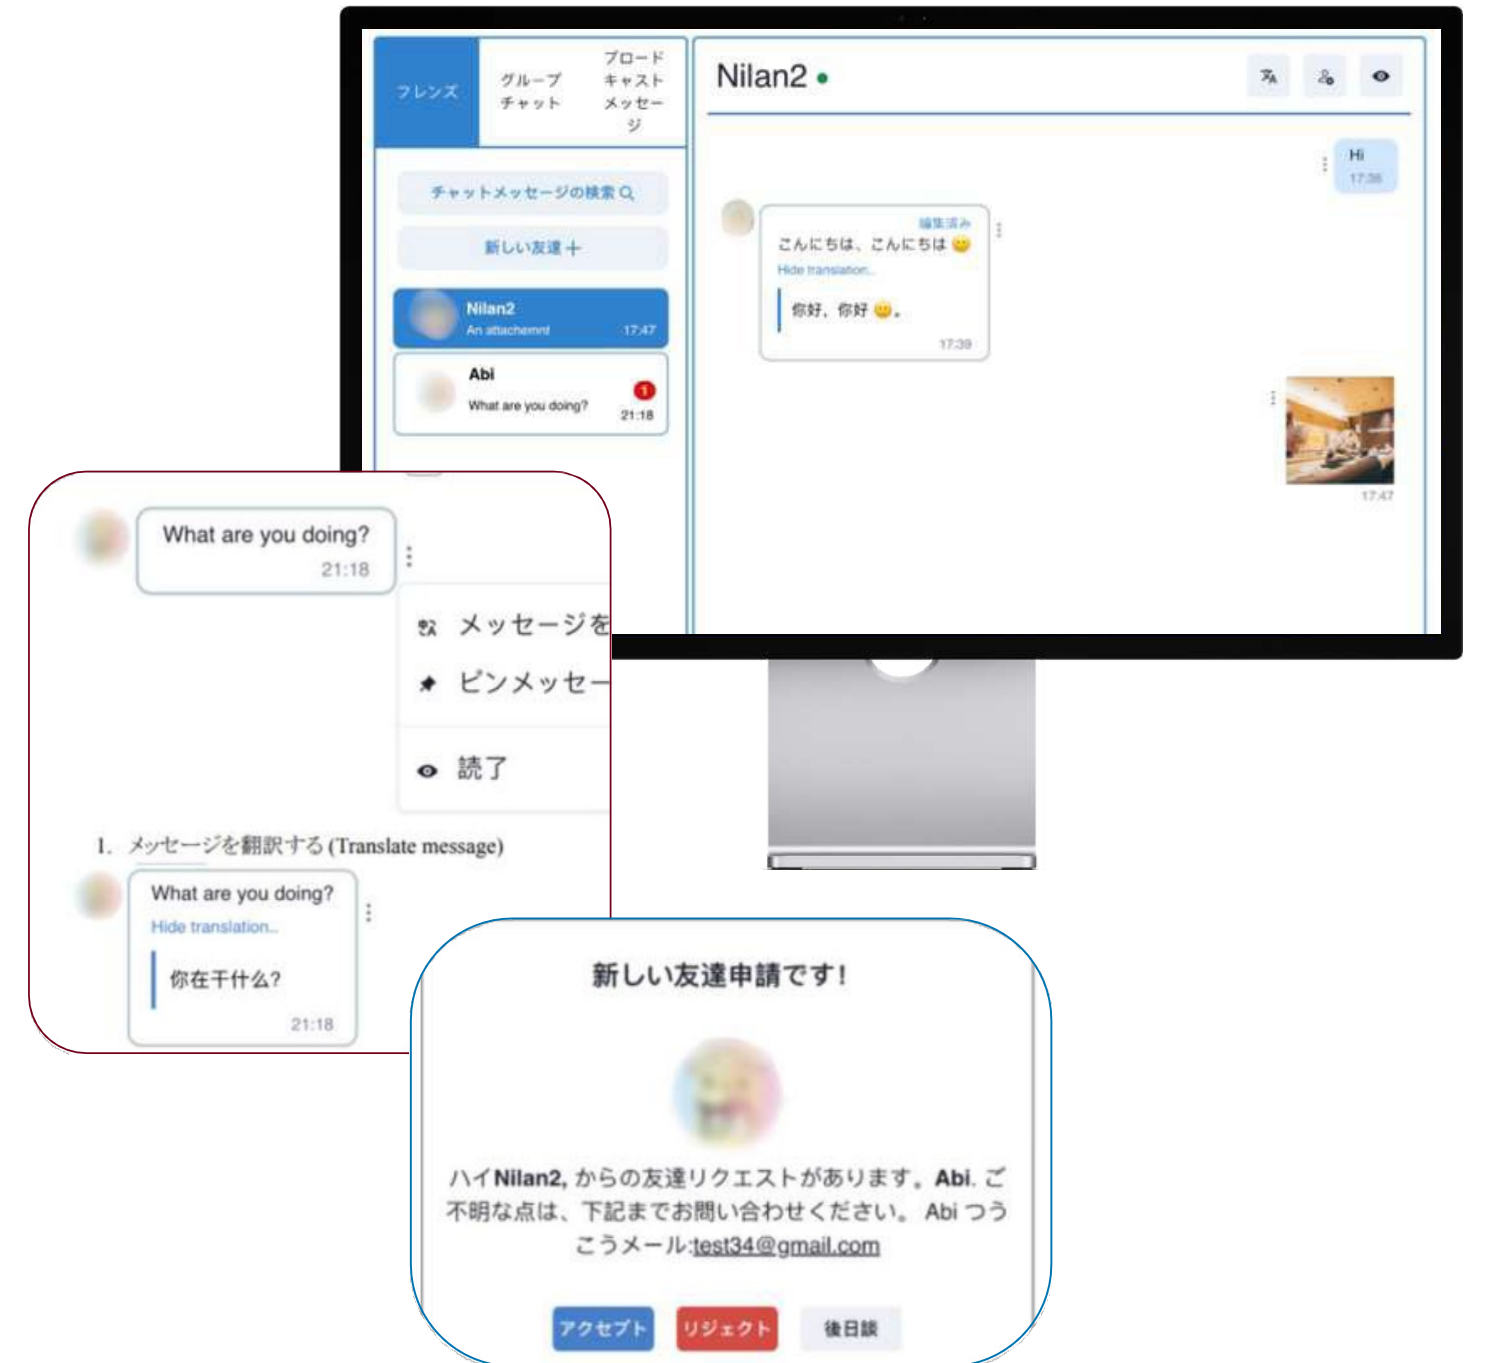 フレンズ
グループ
チャット
ブロード
キャスト
メッセー
ジ
チャットメッセージの検索
新しい友達
Nilan2
An attachemnt 17:47
Abi
1
What are you doing? 21:18
Nilan2
Hi
17:36
編集済み
こんにちは、こんにちは 🙂
Hide translation..
你好，你好 🙂。
17:39
17:47
What are you doing?
21:18
メッセージを
ピンメッセー
読了
1. メッセージを翻訳する (Translate message)
What are you doing?
Hide translation..
你在干什么?
21:18
新しい友達申請です!
ハイNilan2, からの友達リクエストがあります。Abi. ご
不明な点は、下記までお問い合わせください。 Abi つう
こうメール:test34@gmail.com
アクセプト
リジェクト
後日談